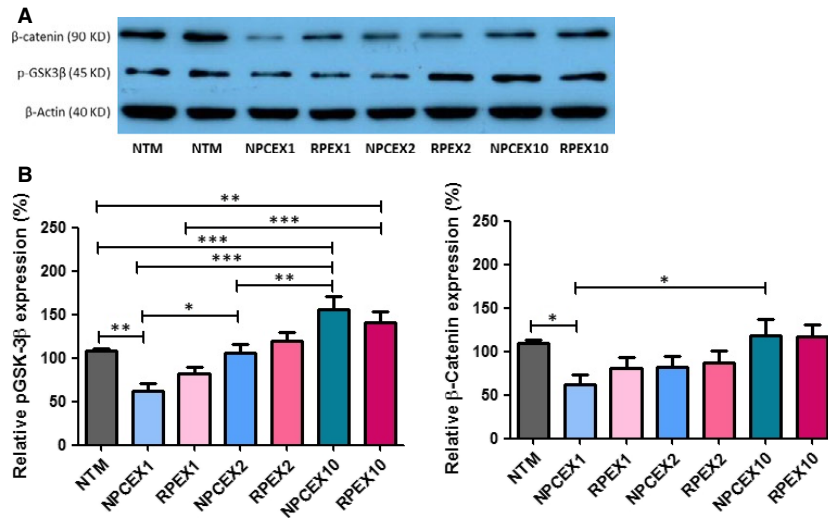 A
β-catenin (90 KD)
p-GSK3β (45 KD)
β-Actin (40 KD)
NTM NTM NPCEX1 RPEX1 NPCEX2 RPEX2 NPCEX10 RPEX10
B
Relative pGSK-3β expression (%)
250
200
150
100
50
0
**
***
***
***
**
*
**
NTM NPCEX1 RPEX1 NPCEX2 RPEX2 NPCEX10 RPEX10
Relative β-Catenin expression (%)
250
200
150
100
50
0
*
*
NTM NPCEX1 RPEX1 NPCEX2 RPEX2 NPCEX10 RPEX10